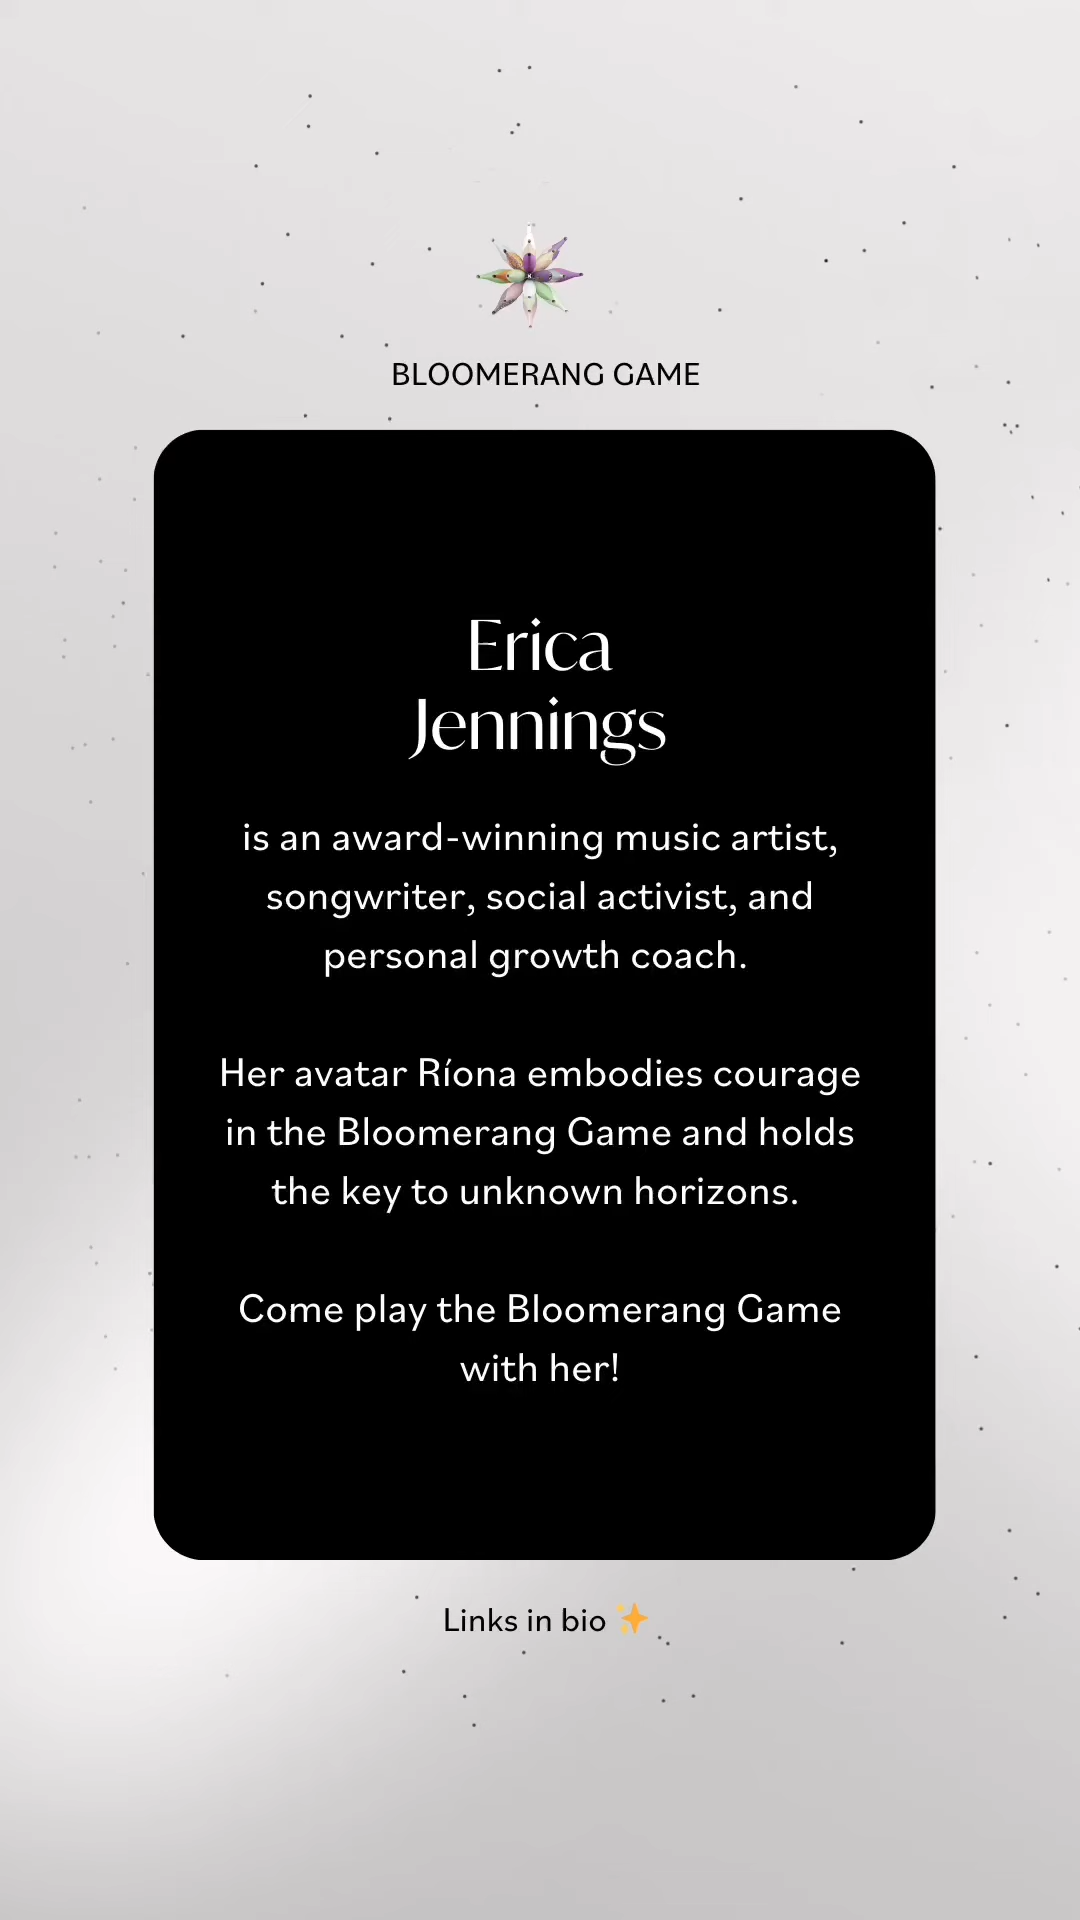 BLOOMERANG GAME
Erica
Jennings
is an award-winning music artist,
songwriter, social activist, and
personal growth coach.
Her avatar Ríona embodies courage
in the Bloomerang Game and holds
the key to unknown horizons.
Come play the Bloomerang Game
with her!
Links in bio ✨